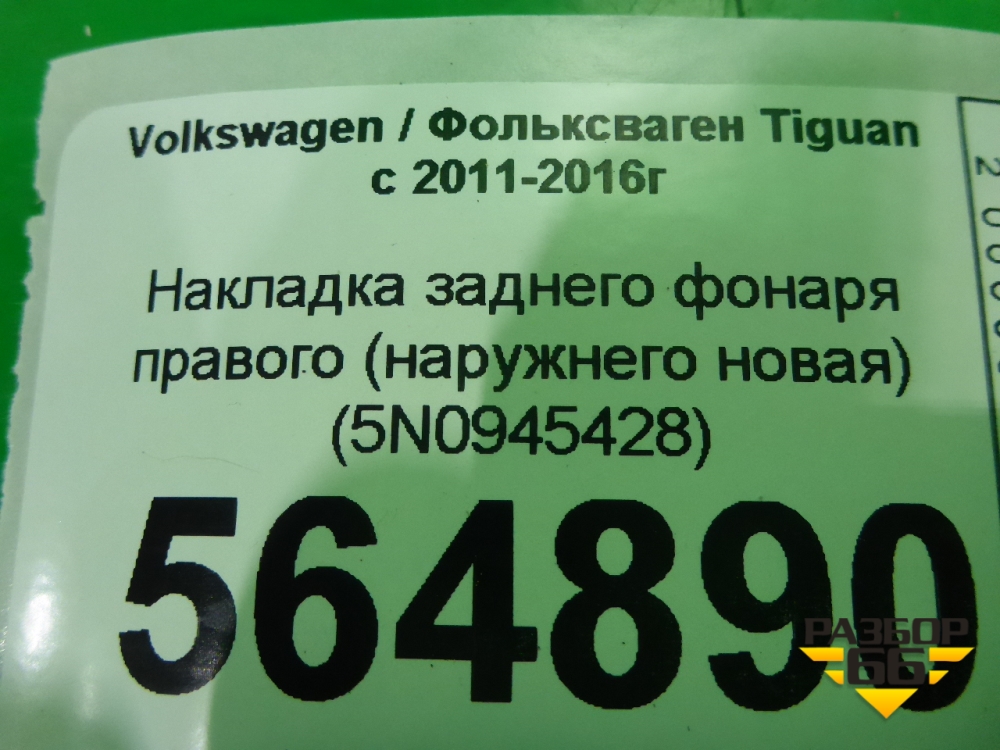 Volkswagen / Фольксваген Tiguan
с 2011-2016г
Накладка заднего фонаря
правого (наружнего новая)
(5N0945428)
564890
РАЗБОР
66